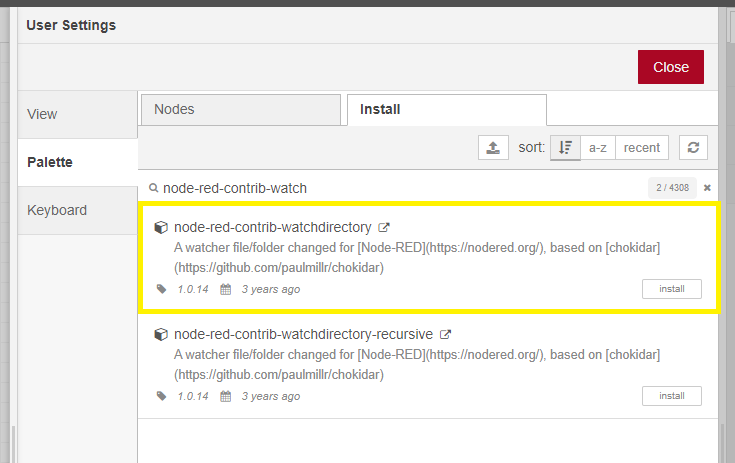 User Settings
Close
View
Palette
Keyboard
Nodes
Install
sort:
a-z
recent
node-red-contrib-watch
2 / 4308
node-red-contrib-watchdirectory
A watcher file/folder changed for [Node-RED](https://nodered.org/), based on [chokidar]
(https://github.com/paulmillr/chokidar)
1.0.14 3 years ago
install
node-red-contrib-watchdirectory-recursive
A watcher file/folder changed for [Node-RED](https://nodered.org/), based on [chokidar]
(https://github.com/paulmillr/chokidar)
1.0.14 3 years ago
install